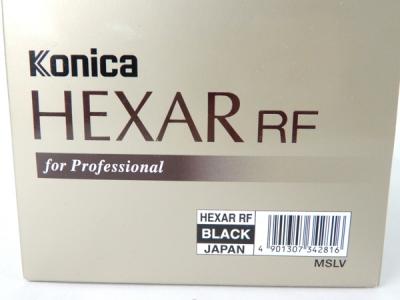 Konica
HEXAR RF
for Professional
HEXAR RF
BLACK
JAPAN
4 901307 342816
MSLV